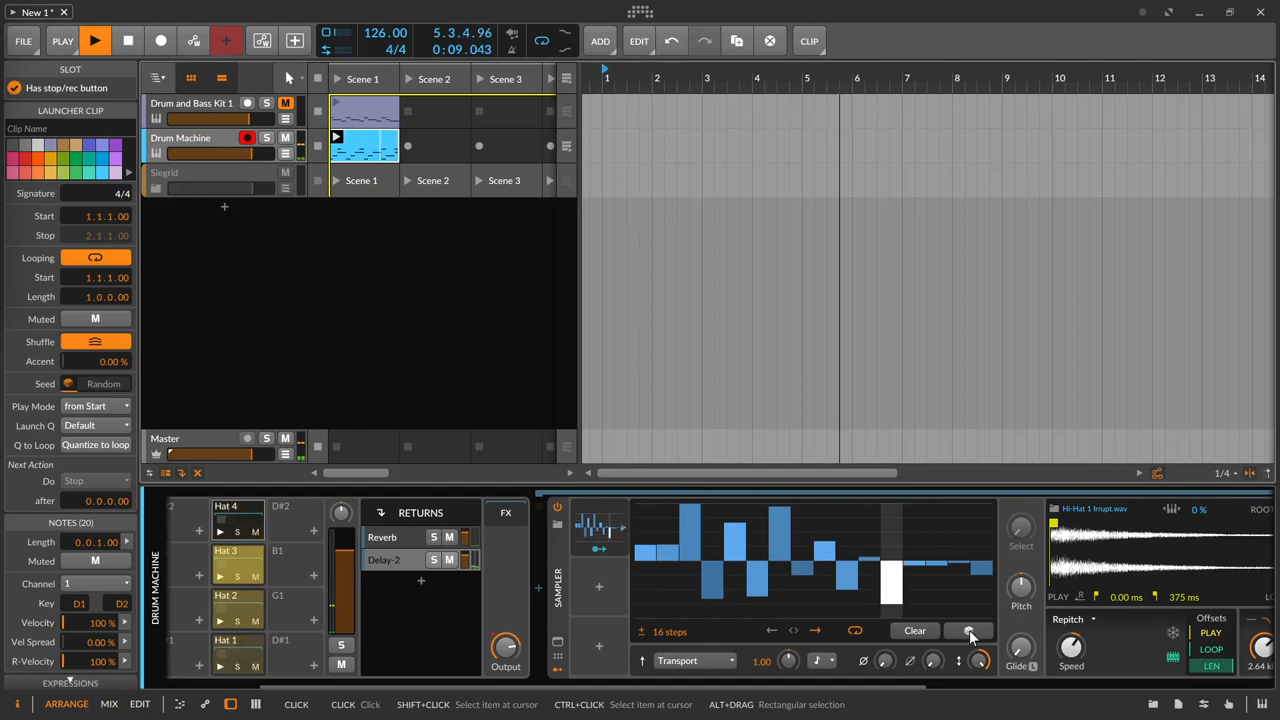 New 1*
FILE
PLAY
126.00
4/4
5.3.4.96
0:09.043
ADD
EDIT
CLIP
SLOT
Has stop/rec button
LAUNCHER CLIP
Clip Name
Signature 4/4
Start 1.1.1.00
Stop 2.1.1.00
Looping
Start 1.1.1.00
Length 1.0.0.00
Muted M
Shuffle
Accent 0.00 %
Seed Random
Play Mode from Start
Launch Q Default
Q to Loop Quantize to loop
Next Action
Do Stop
after 0.0.0.00
NOTES (20)
Length 0.0.1.00
Muted M
Channel 1
Key D1 D2
Velocity 100 %
Vel Spread 0.00 %
R-Velocity 100 %
EXPRESSIONS
Scene 1 Scene 2 Scene 3
Drum and Bass Kit 1 S M
Drum Machine S M
Siegrid M
Scene 1 Scene 2 Scene 3
Master S M
1 2 3 4 5 6 7 8 9 10 11 12 13 14
1/4
DRUM MACHINE
2 Hat 4 D#2
S M
Hat 3 B1
S M
Hat 2 G1
S M
1 Hat 1 D#1
S M
S
M
RETURNS
Reverb S M
Delay-2 S M
FX
Output
SAMPLER
16 steps
Clear
Transport 1.00
Select
Pitch
Glide L
Hi-Hat 1 Irrupt.wav 0 % ROO
PLAY 0.00 ms 375 ms
Repitch
Speed
Offsets
PLAY
LOOP
LEN
2.64 k
i ARRANGE MIX EDIT CLICK CLICK Click SHIFT+CLICK Select item at cursor CTRL+CLICK Select item at cursor ALT+DRAG Rectangular selection